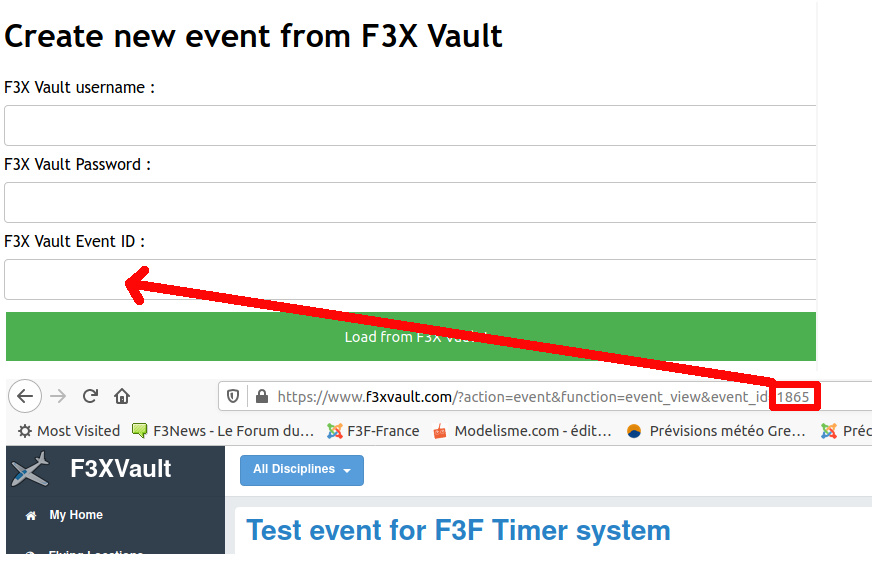 Create new event from F3X Vault
F3X Vault username :
F3X Vault Password :
F3X Vault Event ID :
Load from F3X Vault
https://www.f3xvault.com/?action=event&function=event_view&event_id 1865
Most Visited F3News - Le Forum du… F3F-France Modelisme.com - édit… Prévisions météo Gre… Préc
F3XVault All Disciplines
My Home
Test event for F3F Timer system
Flying Locations